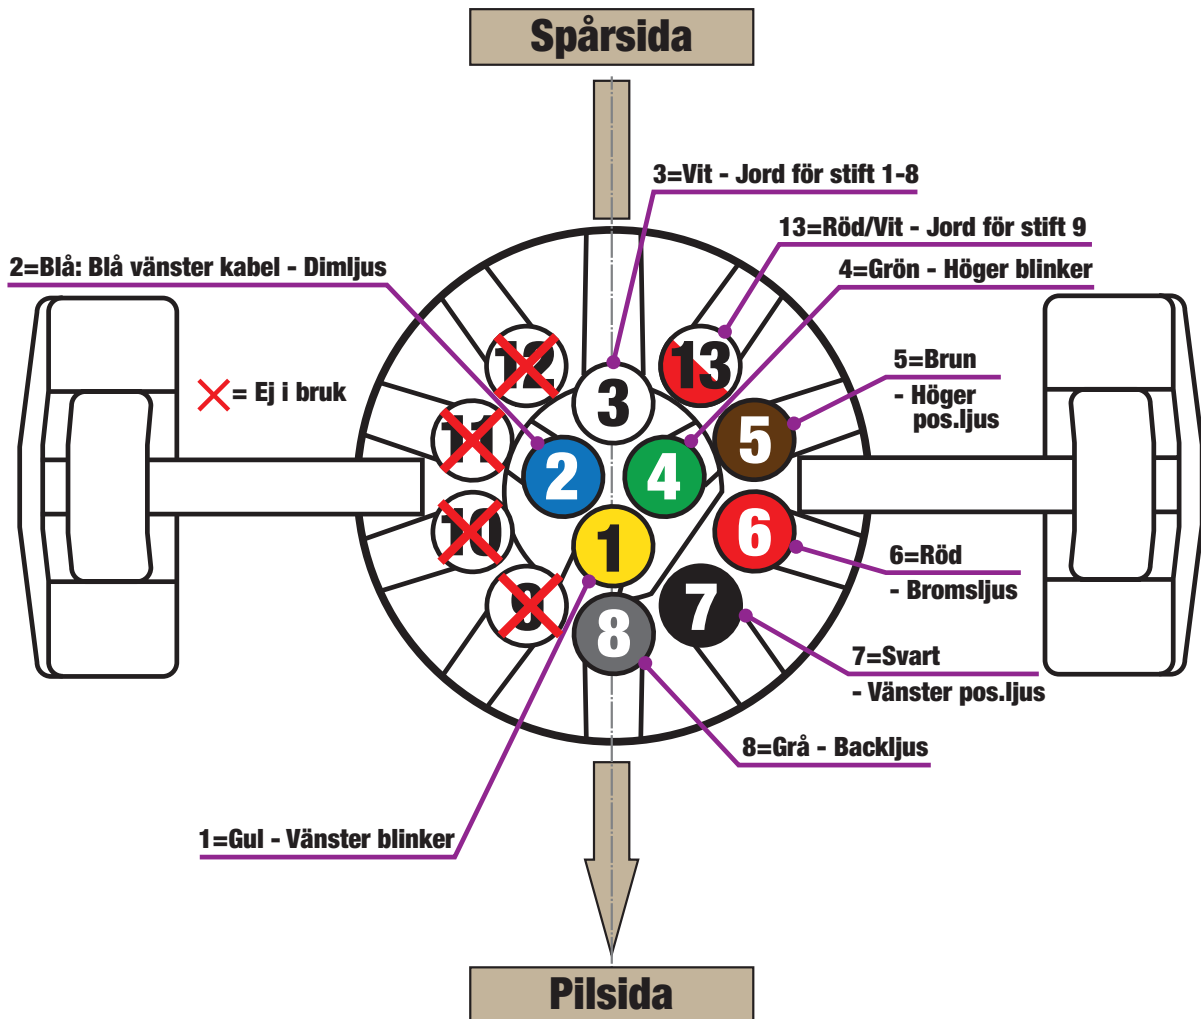 Spårsida
3=Vit - Jord för stift 1-8
13=Röd/Vit - Jord för stift 9
2=Blå: Blå vänster kabel - Dimljus
4=Grön - Höger blinker
12
13
5=Brun
- Höger
pos.ljus
= Ej i bruk
3
11
5
2
4
10
1
6
6=Röd
- Bromsljus
9
8
7
7=Svart
- Vänster pos.ljus
8=Grå - Backljus
1=Gul - Vänster blinker
Pilsida